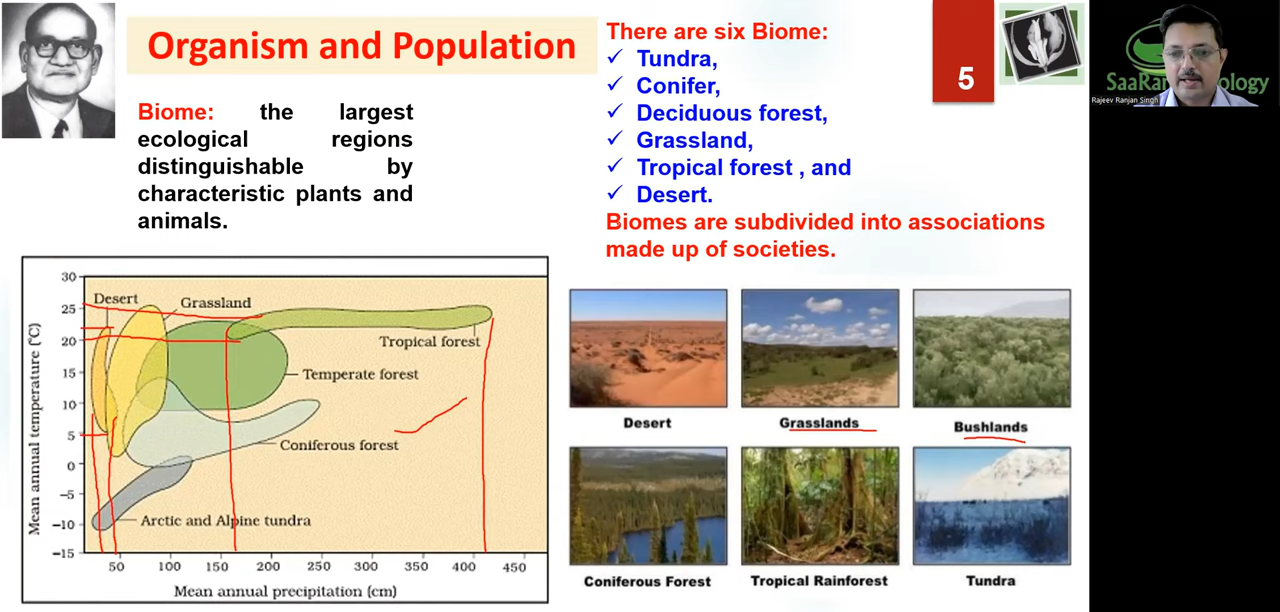 Organism and Population
Biome: the largest
ecological regions
distinguishable by
characteristic plants and
animals.
There are six Biome:
✓ Tundra,
✓ Conifer,
✓ Deciduous forest,
✓ Grassland,
✓ Tropical forest , and
✓ Desert.
Biomes are subdivided into associations
made up of societies.
5
Rajeev Ranjan Singh
Mean annual temperature (°C)
30
25
20
15
10
5
0
−5
−10
−15
Desert
Grassland
Tropical forest
Temperate forest
Coniferous forest
Arctic and Alpine tundra
50 100 150 200 250 300 350 400 450
Mean annual precipitation (cm)
Desert
Grasslands
Bushlands
Coniferous Forest
Tropical Rainforest
Tundra